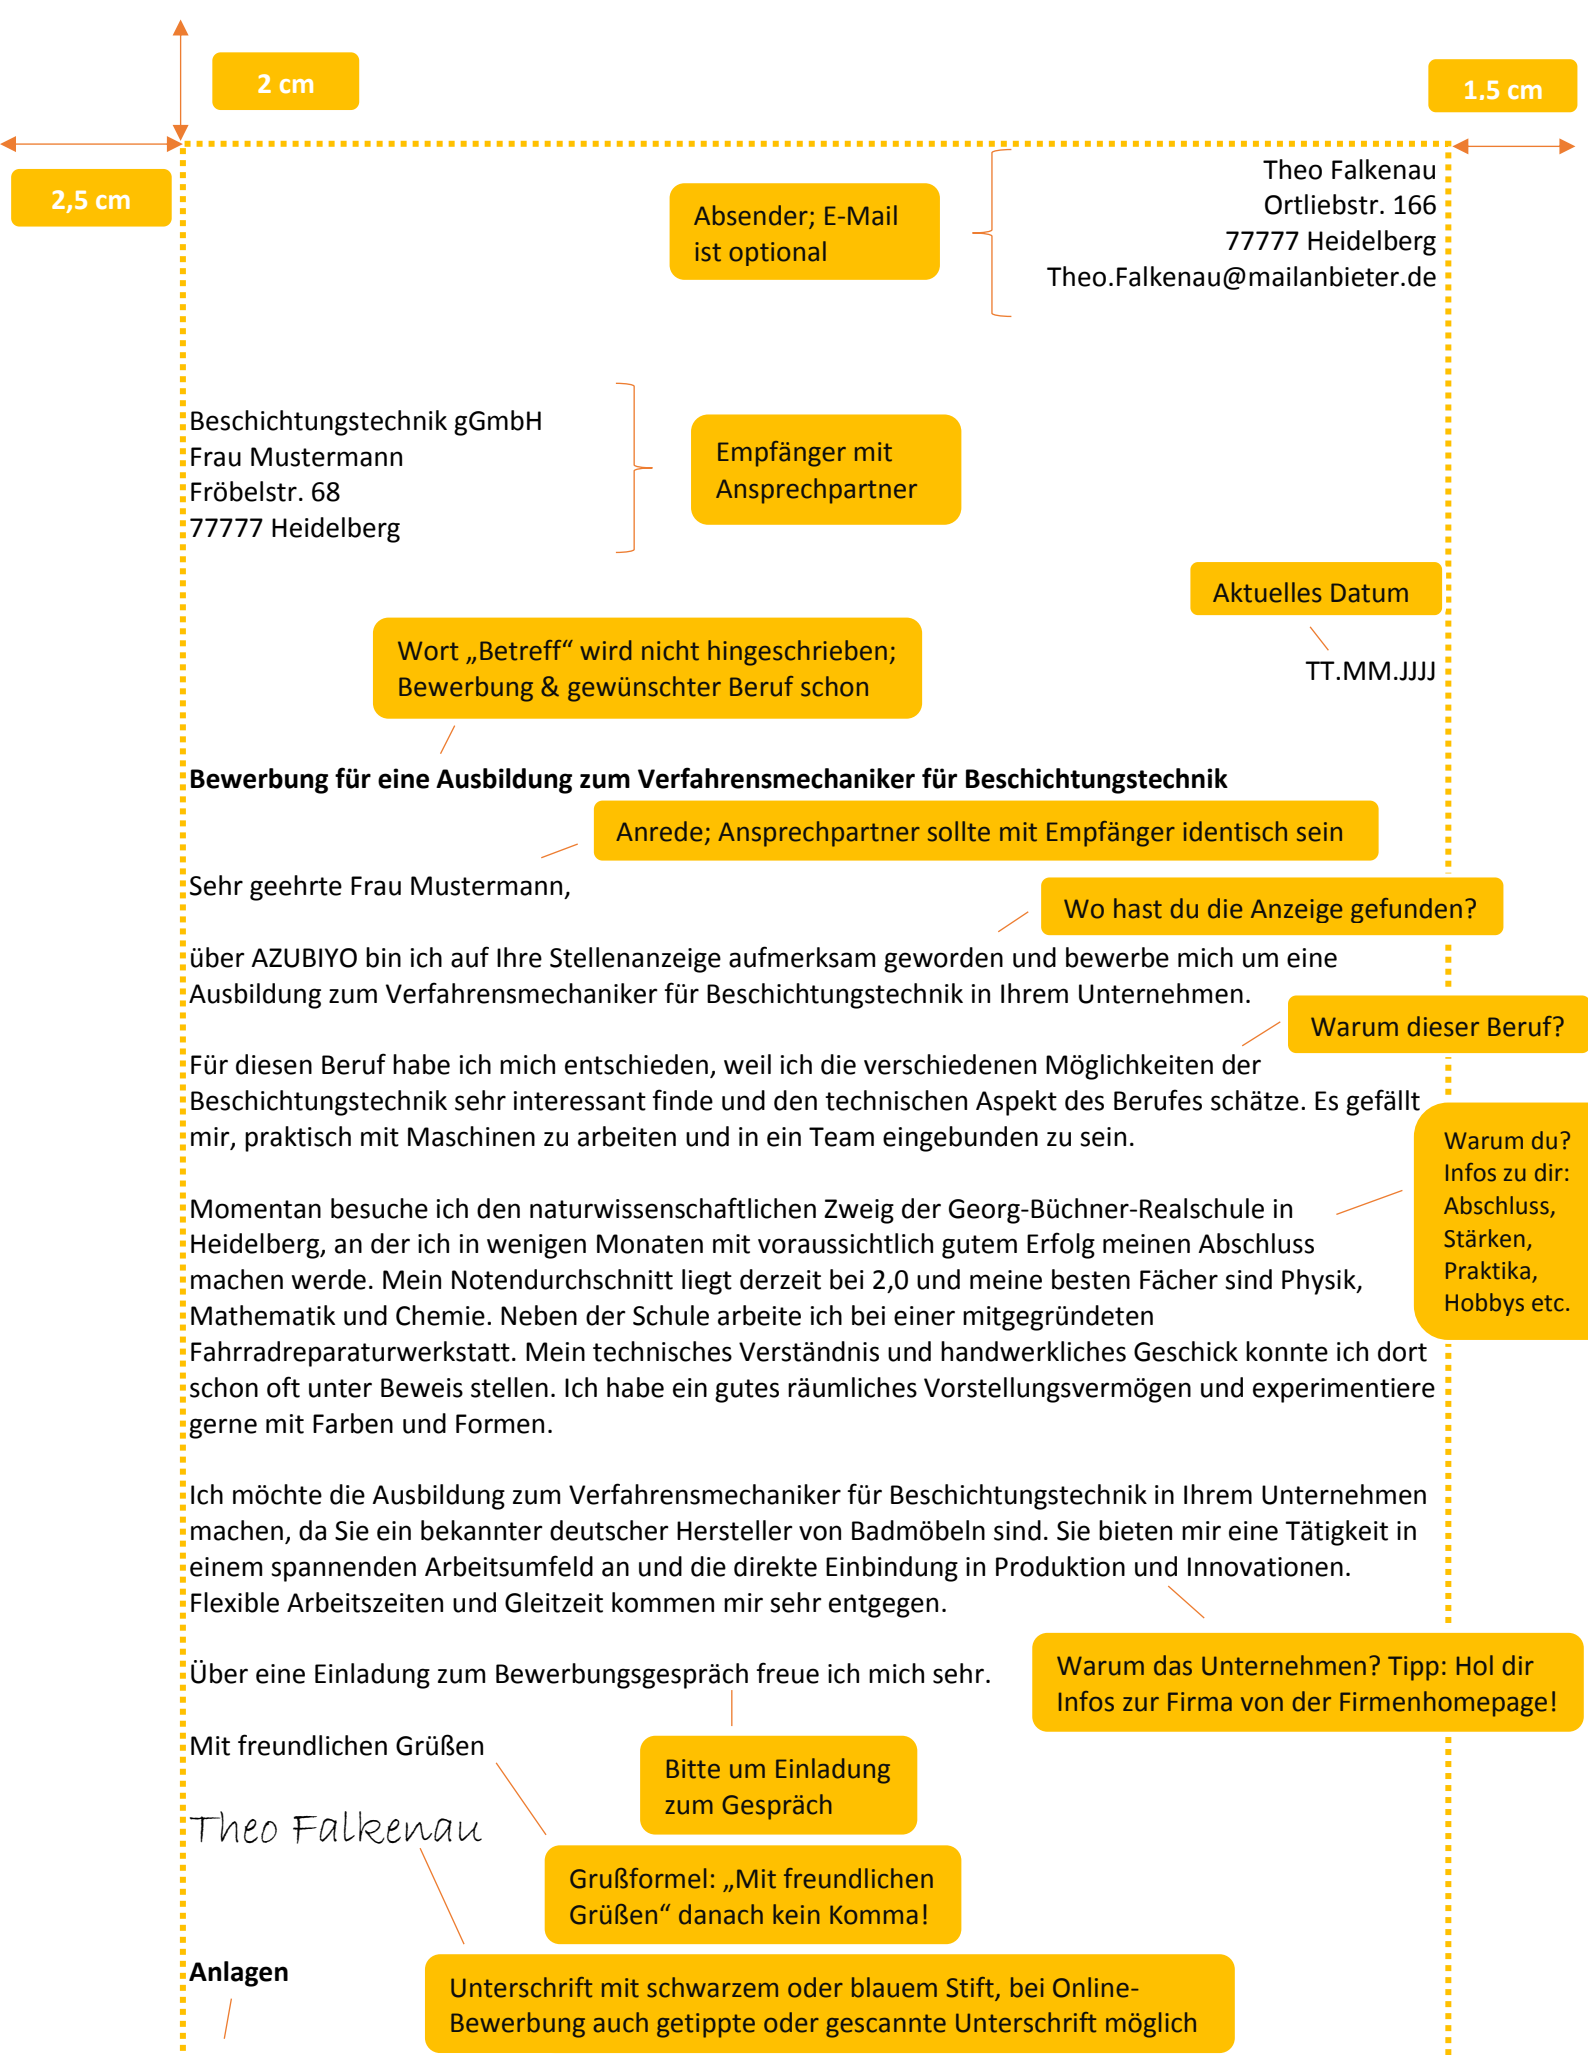 2 cm
1,5 cm
2,5 cm
Absender; E-Mail
ist optional
Theo Falkenau
Ortliebstr. 166
77777 Heidelberg
Theo.Falkenau@mailanbieter.de
Beschichtungstechnik gGmbH
Frau Mustermann
Fröbelstr. 68
77777 Heidelberg
Empfänger mit
Ansprechpartner
Aktuelles Datum
TT.MM.JJJJ
Wort „Betreff“ wird nicht hingeschrieben;
Bewerbung & gewünschter Beruf schon
Bewerbung für eine Ausbildung zum Verfahrensmechaniker für Beschichtungstechnik
Anrede; Ansprechpartner sollte mit Empfänger identisch sein
Sehr geehrte Frau Mustermann,
Wo hast du die Anzeige gefunden?
über AZUBIYO bin ich auf Ihre Stellenanzeige aufmerksam geworden und bewerbe mich um eine
Ausbildung zum Verfahrensmechaniker für Beschichtungstechnik in Ihrem Unternehmen.
Warum dieser Beruf?
Für diesen Beruf habe ich mich entschieden, weil ich die verschiedenen Möglichkeiten der
Beschichtungstechnik sehr interessant finde und den technischen Aspekt des Berufes schätze. Es gefällt
mir, praktisch mit Maschinen zu arbeiten und in ein Team eingebunden zu sein.
Warum du?
Infos zu dir:
Abschluss,
Stärken,
Praktika,
Hobbys etc.
Momentan besuche ich den naturwissenschaftlichen Zweig der Georg-Büchner-Realschule in
Heidelberg, an der ich in wenigen Monaten mit voraussichtlich gutem Erfolg meinen Abschluss
machen werde. Mein Notendurchschnitt liegt derzeit bei 2,0 und meine besten Fächer sind Physik,
Mathematik und Chemie. Neben der Schule arbeite ich bei einer mitgegründeten
Fahrradreparaturwerkstatt. Mein technisches Verständnis und handwerkliches Geschick konnte ich dort
schon oft unter Beweis stellen. Ich habe ein gutes räumliches Vorstellungsvermögen und experimentiere
gerne mit Farben und Formen.
Ich möchte die Ausbildung zum Verfahrensmechaniker für Beschichtungstechnik in Ihrem Unternehmen
machen, da Sie ein bekannter deutscher Hersteller von Badmöbeln sind. Sie bieten mir eine Tätigkeit in
einem spannenden Arbeitsumfeld an und die direkte Einbindung in Produktion und Innovationen.
Flexible Arbeitszeiten und Gleitzeit kommen mir sehr entgegen.
Warum das Unternehmen? Tipp: Hol dir
Infos zur Firma von der Firmenhomepage!
Über eine Einladung zum Bewerbungsgespräch freue ich mich sehr.
Bitte um Einladung
zum Gespräch
Mit freundlichen Grüßen
Theo Falkenau
Grußformel: „Mit freundlichen
Grüßen“ danach kein Komma!
Unterschrift mit schwarzem oder blauem Stift, bei Online-
Bewerbung auch getippte oder gescannte Unterschrift möglich
Anlagen